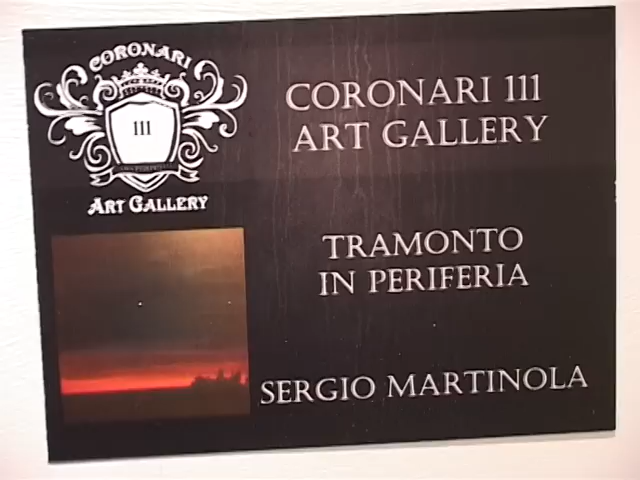 CORONARI
111
ART GALLERY
CORONARI 111
ART GALLERY
TRAMONTO
IN PERIFERIA
SERGIO MARTINOLA